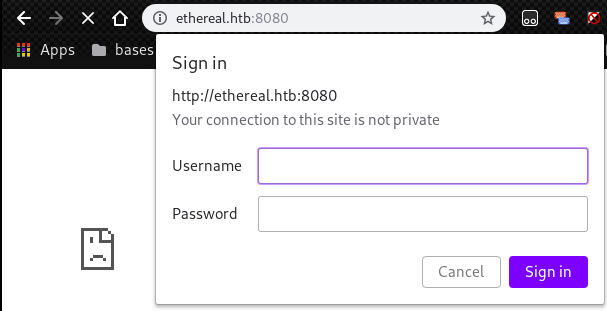 ethereal.htb:8080
Apps
bases
Sign in
http://ethereal.htb:8080
Your connection to this site is not private
Username
Password
Cancel
Sign in